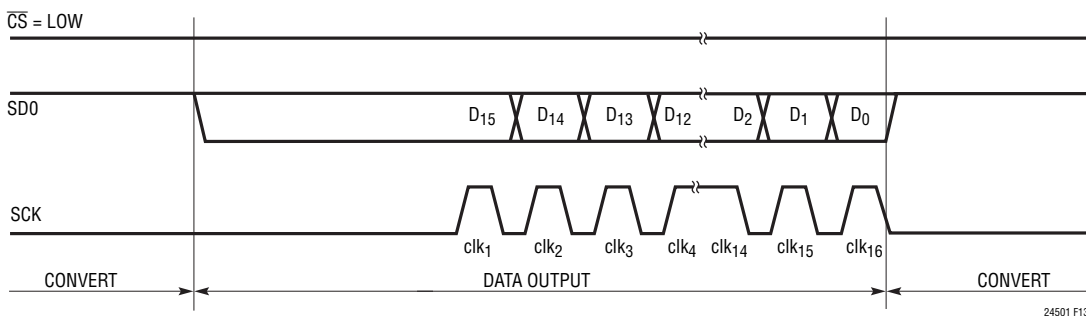 CS = LOW
SD0
D15 D14 D13 D12 D2 D1 D0
SCK
clk1 clk2 clk3 clk4 clk14 clk15 clk16
CONVERT DATA OUTPUT CONVERT
24501 F13